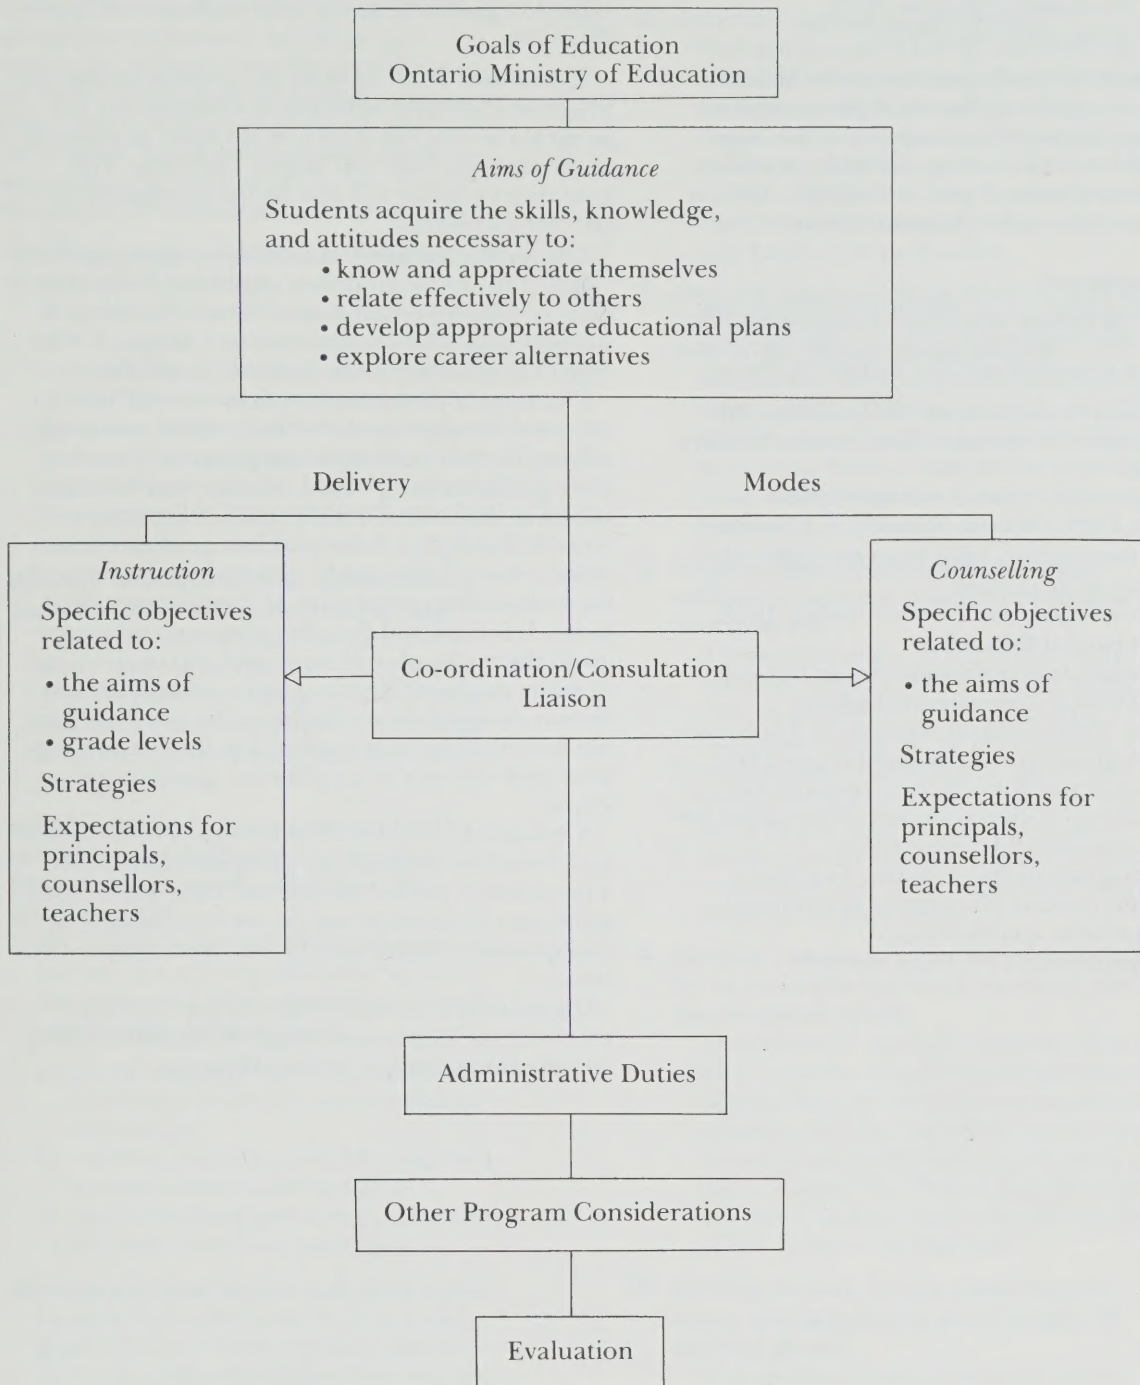 Goals of Education
Ontario Ministry of Education
Aims of Guidance
Students acquire the skills, knowledge,
and attitudes necessary to:
• know and appreciate themselves
• relate effectively to others
• develop appropriate educational plans
• explore career alternatives
Delivery Modes
Instruction
Specific objectives
related to:
• the aims of
guidance
• grade levels
Strategies
Expectations for
principals,
counsellors,
teachers
Co-ordination/Consultation
Liaison
Counselling
Specific objectives
related to:
• the aims of
guidance
Strategies
Expectations for
principals,
counsellors,
teachers
Administrative Duties
Other Program Considerations
Evaluation